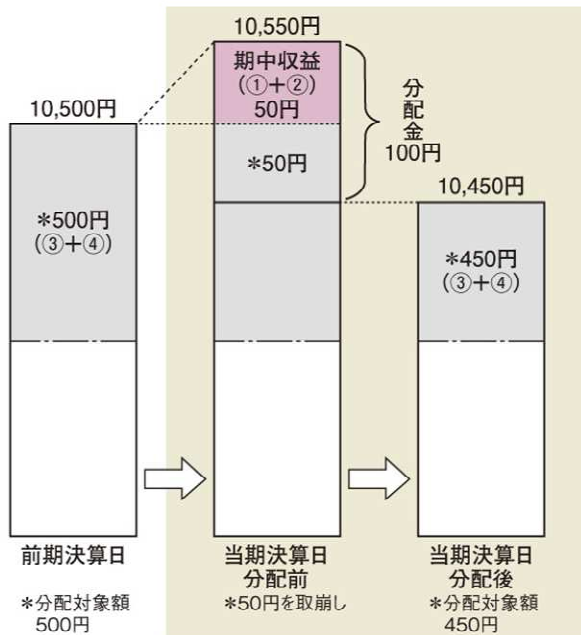 10,550円
期中収益
(①+②)
50円
分配金
100円
10,500円
*50円
10,450円
*500円
(③+④)
*450円
(③+④)
前期決算日
当期決算日
分配前
当期決算日
分配後
*分配対象額
500円
*50円を取崩し
*分配対象額
450円